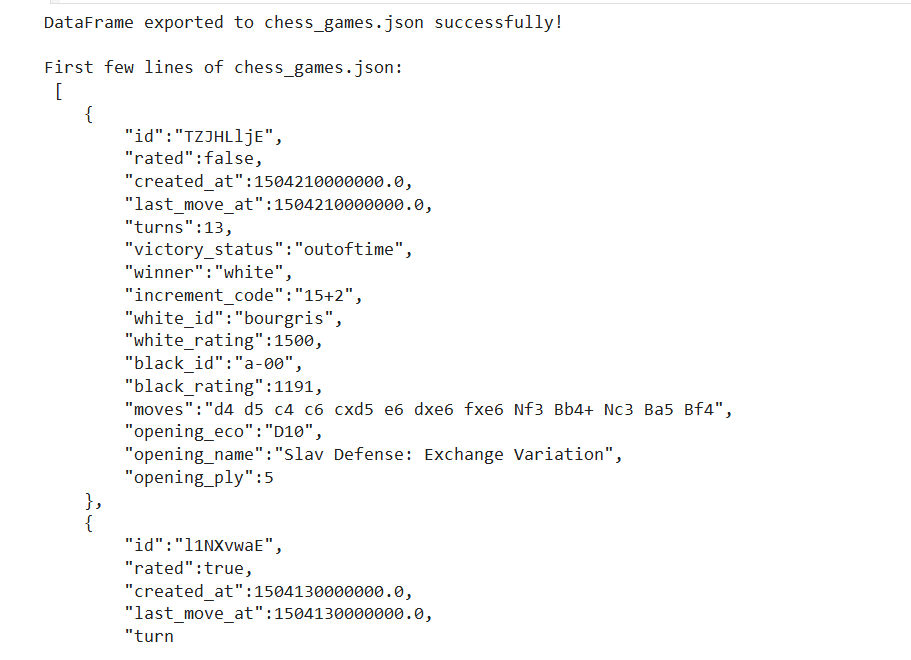 DataFrame exported to chess_games.json successfully!
First few lines of chess_games.json:
[
{
"id":"TZJHLljE",
"rated":false,
"created_at":1504210000000.0,
"last_move_at":1504210000000.0,
"turns":13,
"victory_status":"outoftime",
"winner":"white",
"increment_code":"15+2",
"white_id":"bourgris",
"white_rating":1500,
"black_id":"a-00",
"black_rating":1191,
"moves":"d4 d5 c4 c6 cxd5 e6 dxe6 fxe6 Nf3 Bb4+ Nc3 Ba5 Bf4",
"opening_eco":"D10",
"opening_name":"Slav Defense: Exchange Variation",
"opening_ply":5
},
{
"id":"l1NXvwaE",
"rated":true,
"created_at":1504130000000.0,
"last_move_at":1504130000000.0,
"turn